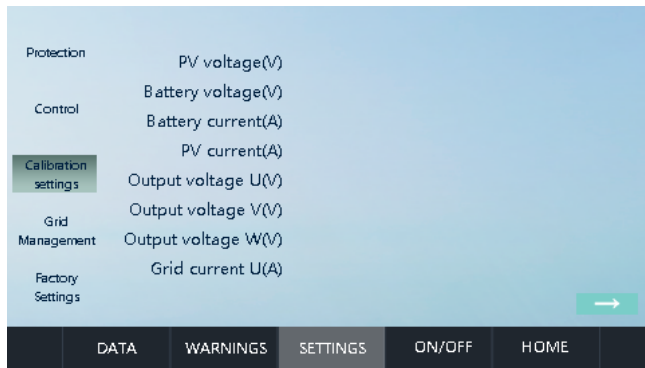 Protection
Control
Calibration
settings
Grid
Management
Factory
Settings
PV voltage(V)
Battery voltage(V)
Battery current(A)
PV current(A)
Output voltage U(V)
Output voltage V(V)
Output voltage W(V)
Grid current U(A)
→
DATA WARNINGS SETTINGS ON/OFF HOME